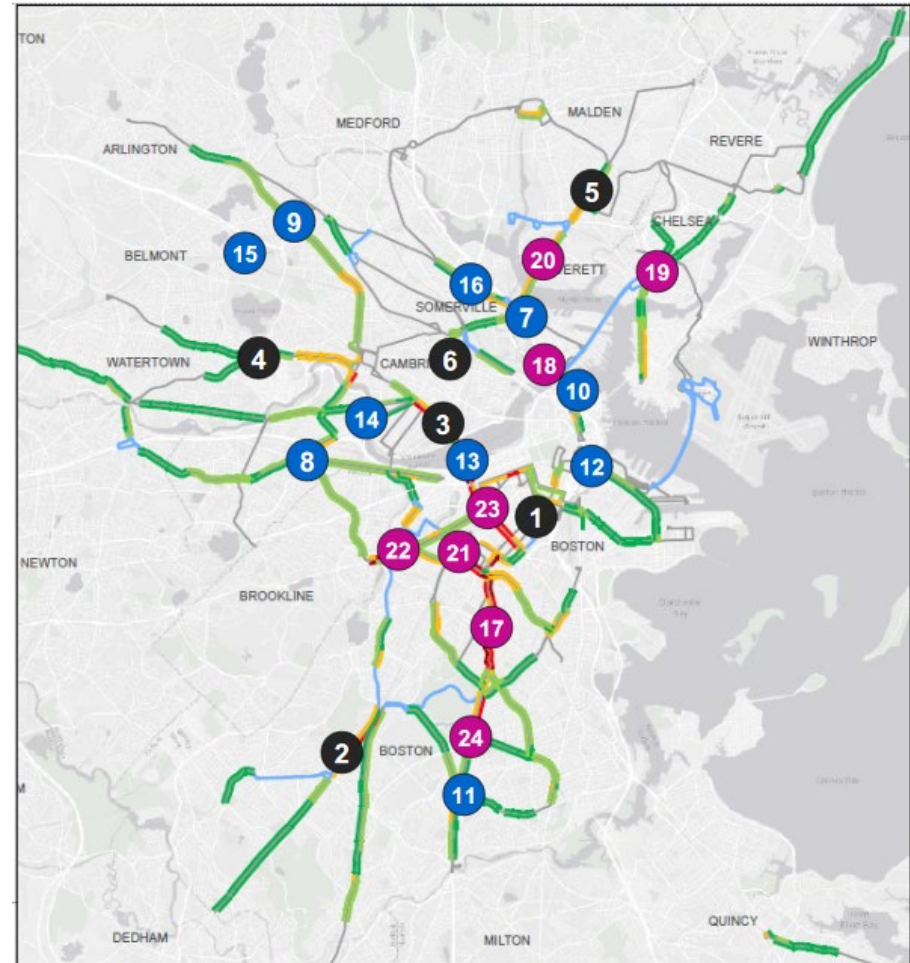 TON
MALDEN
MEDFORD
REVERE
ARLINGTON
5
9
CHELSEA
15
BELMONT
20
ERETT
19
16
SOMERVILLE
7
WINTHROP
4
WATERTOWN
CAMBRI
6
18
10
14
3
8
13
12
23
1
22
21
BOSTON
NEWTON
BROOKLINE
17
24
2
BOSTON
M
11
QUINCY
DEDHAM
MILTON